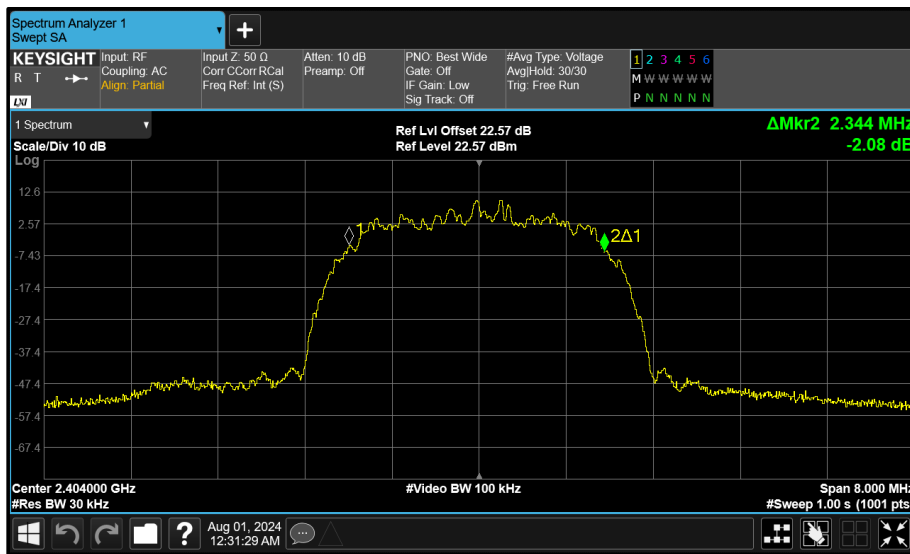 Spectrum Analyzer 1
Swept SA
KEYSIGHT
R T
LXI
Input: RF
Coupling: AC
Align: Partial
Input Z: 50 Ω
Corr CCorr RCal
Freq Ref: Int (S)
Atten: 10 dB
Preamp: Off
PNO: Best Wide
Gate: Off
IF Gain: Low
Sig Track: Off
#Avg Type: Voltage
Avg|Hold: 30/30
Trig: Free Run
1 2 3 4 5 6
M W W W W W
P N N N N N
1 Spectrum
Scale/Div 10 dB
Ref Lvl Offset 22.57 dB
Ref Level 22.57 dBm
ΔMkr2 2.344 MHz
-2.08 dB
Log
12.6
2.57
-7.43
-17.4
-27.4
-37.4
-47.4
-57.4
-67.4
1
2Δ1
Center 2.404000 GHz
#Res BW 30 kHz
#Video BW 100 kHz
Span 8.000 MHz
#Sweep 1.00 s (1001 pts
?
Aug 01, 2024
12:31:29 AM